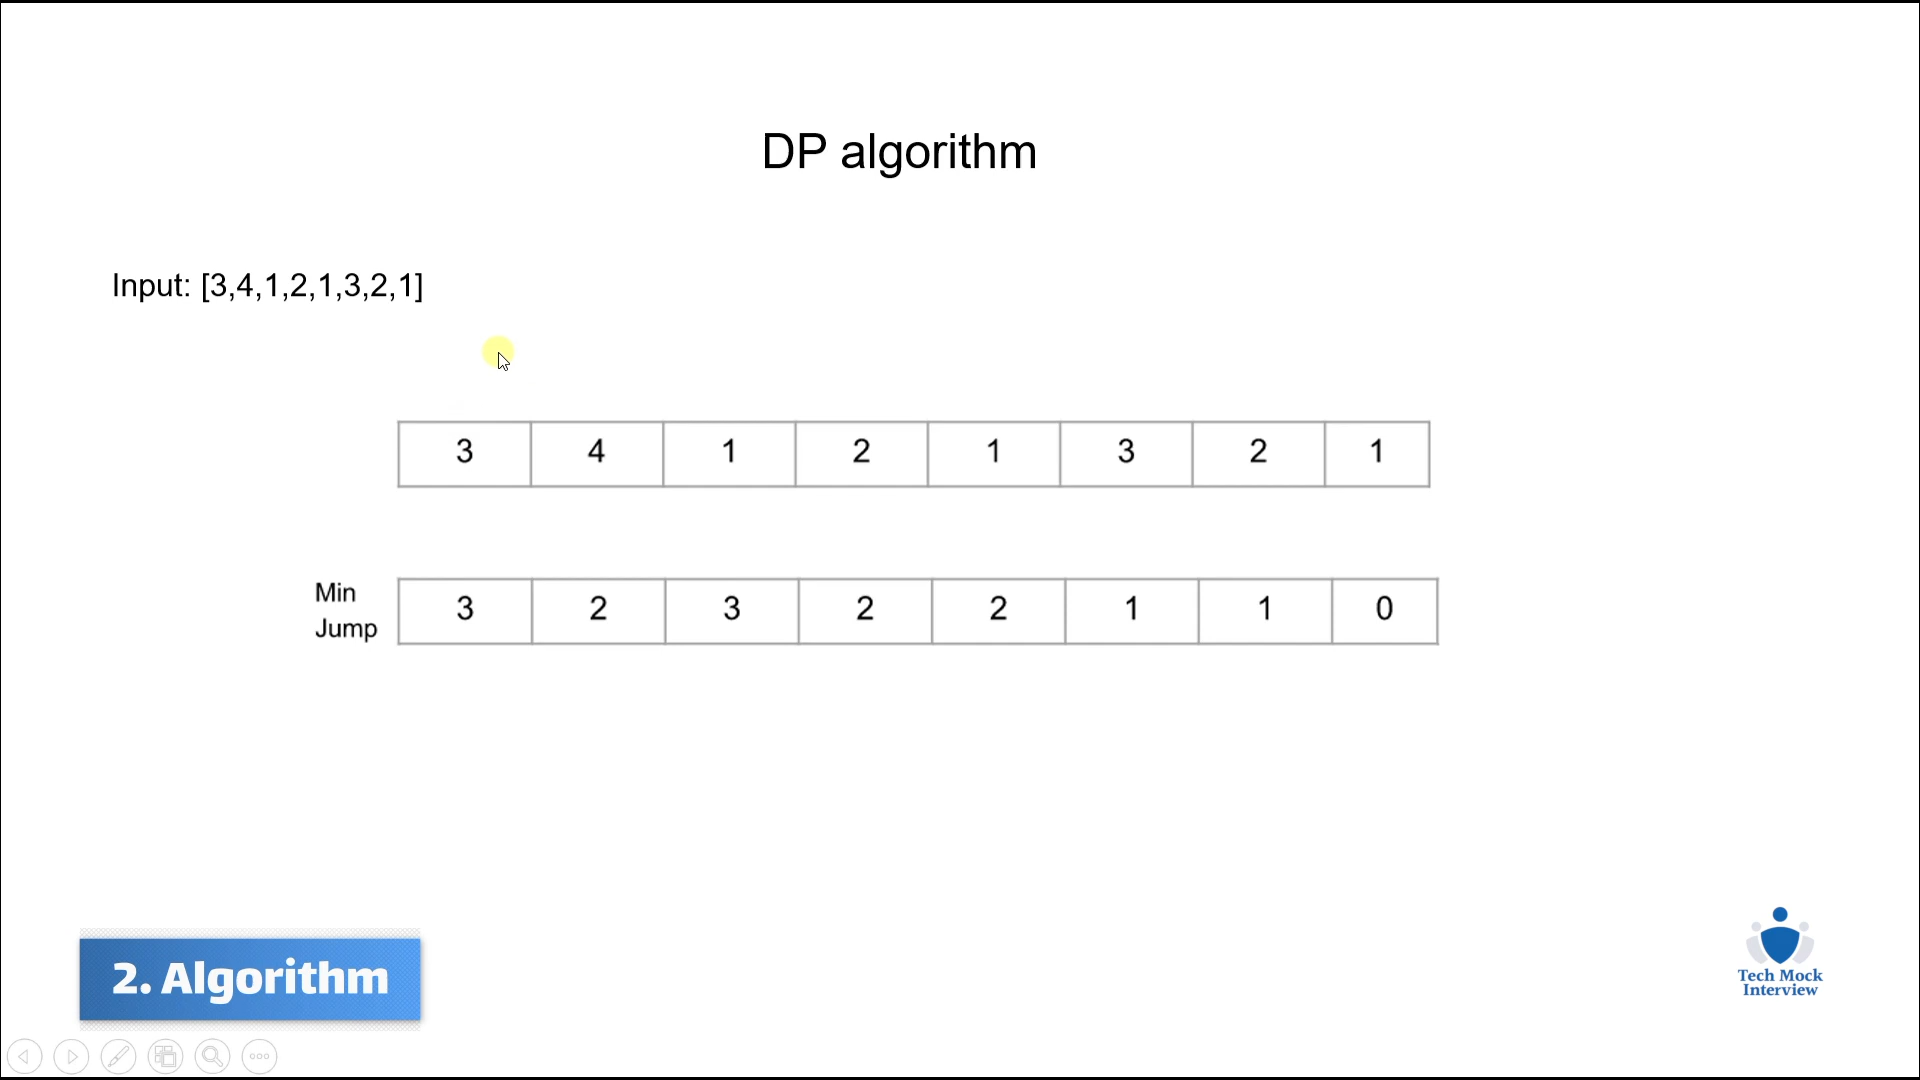 DP algorithm
Input: [3,4,1,2,1,3,2,1]
3 4 1 2 1 3 2 1
Min
Jump
3 2 3 2 2 1 1 0
2. Algorithm
Tech Mock
Interview